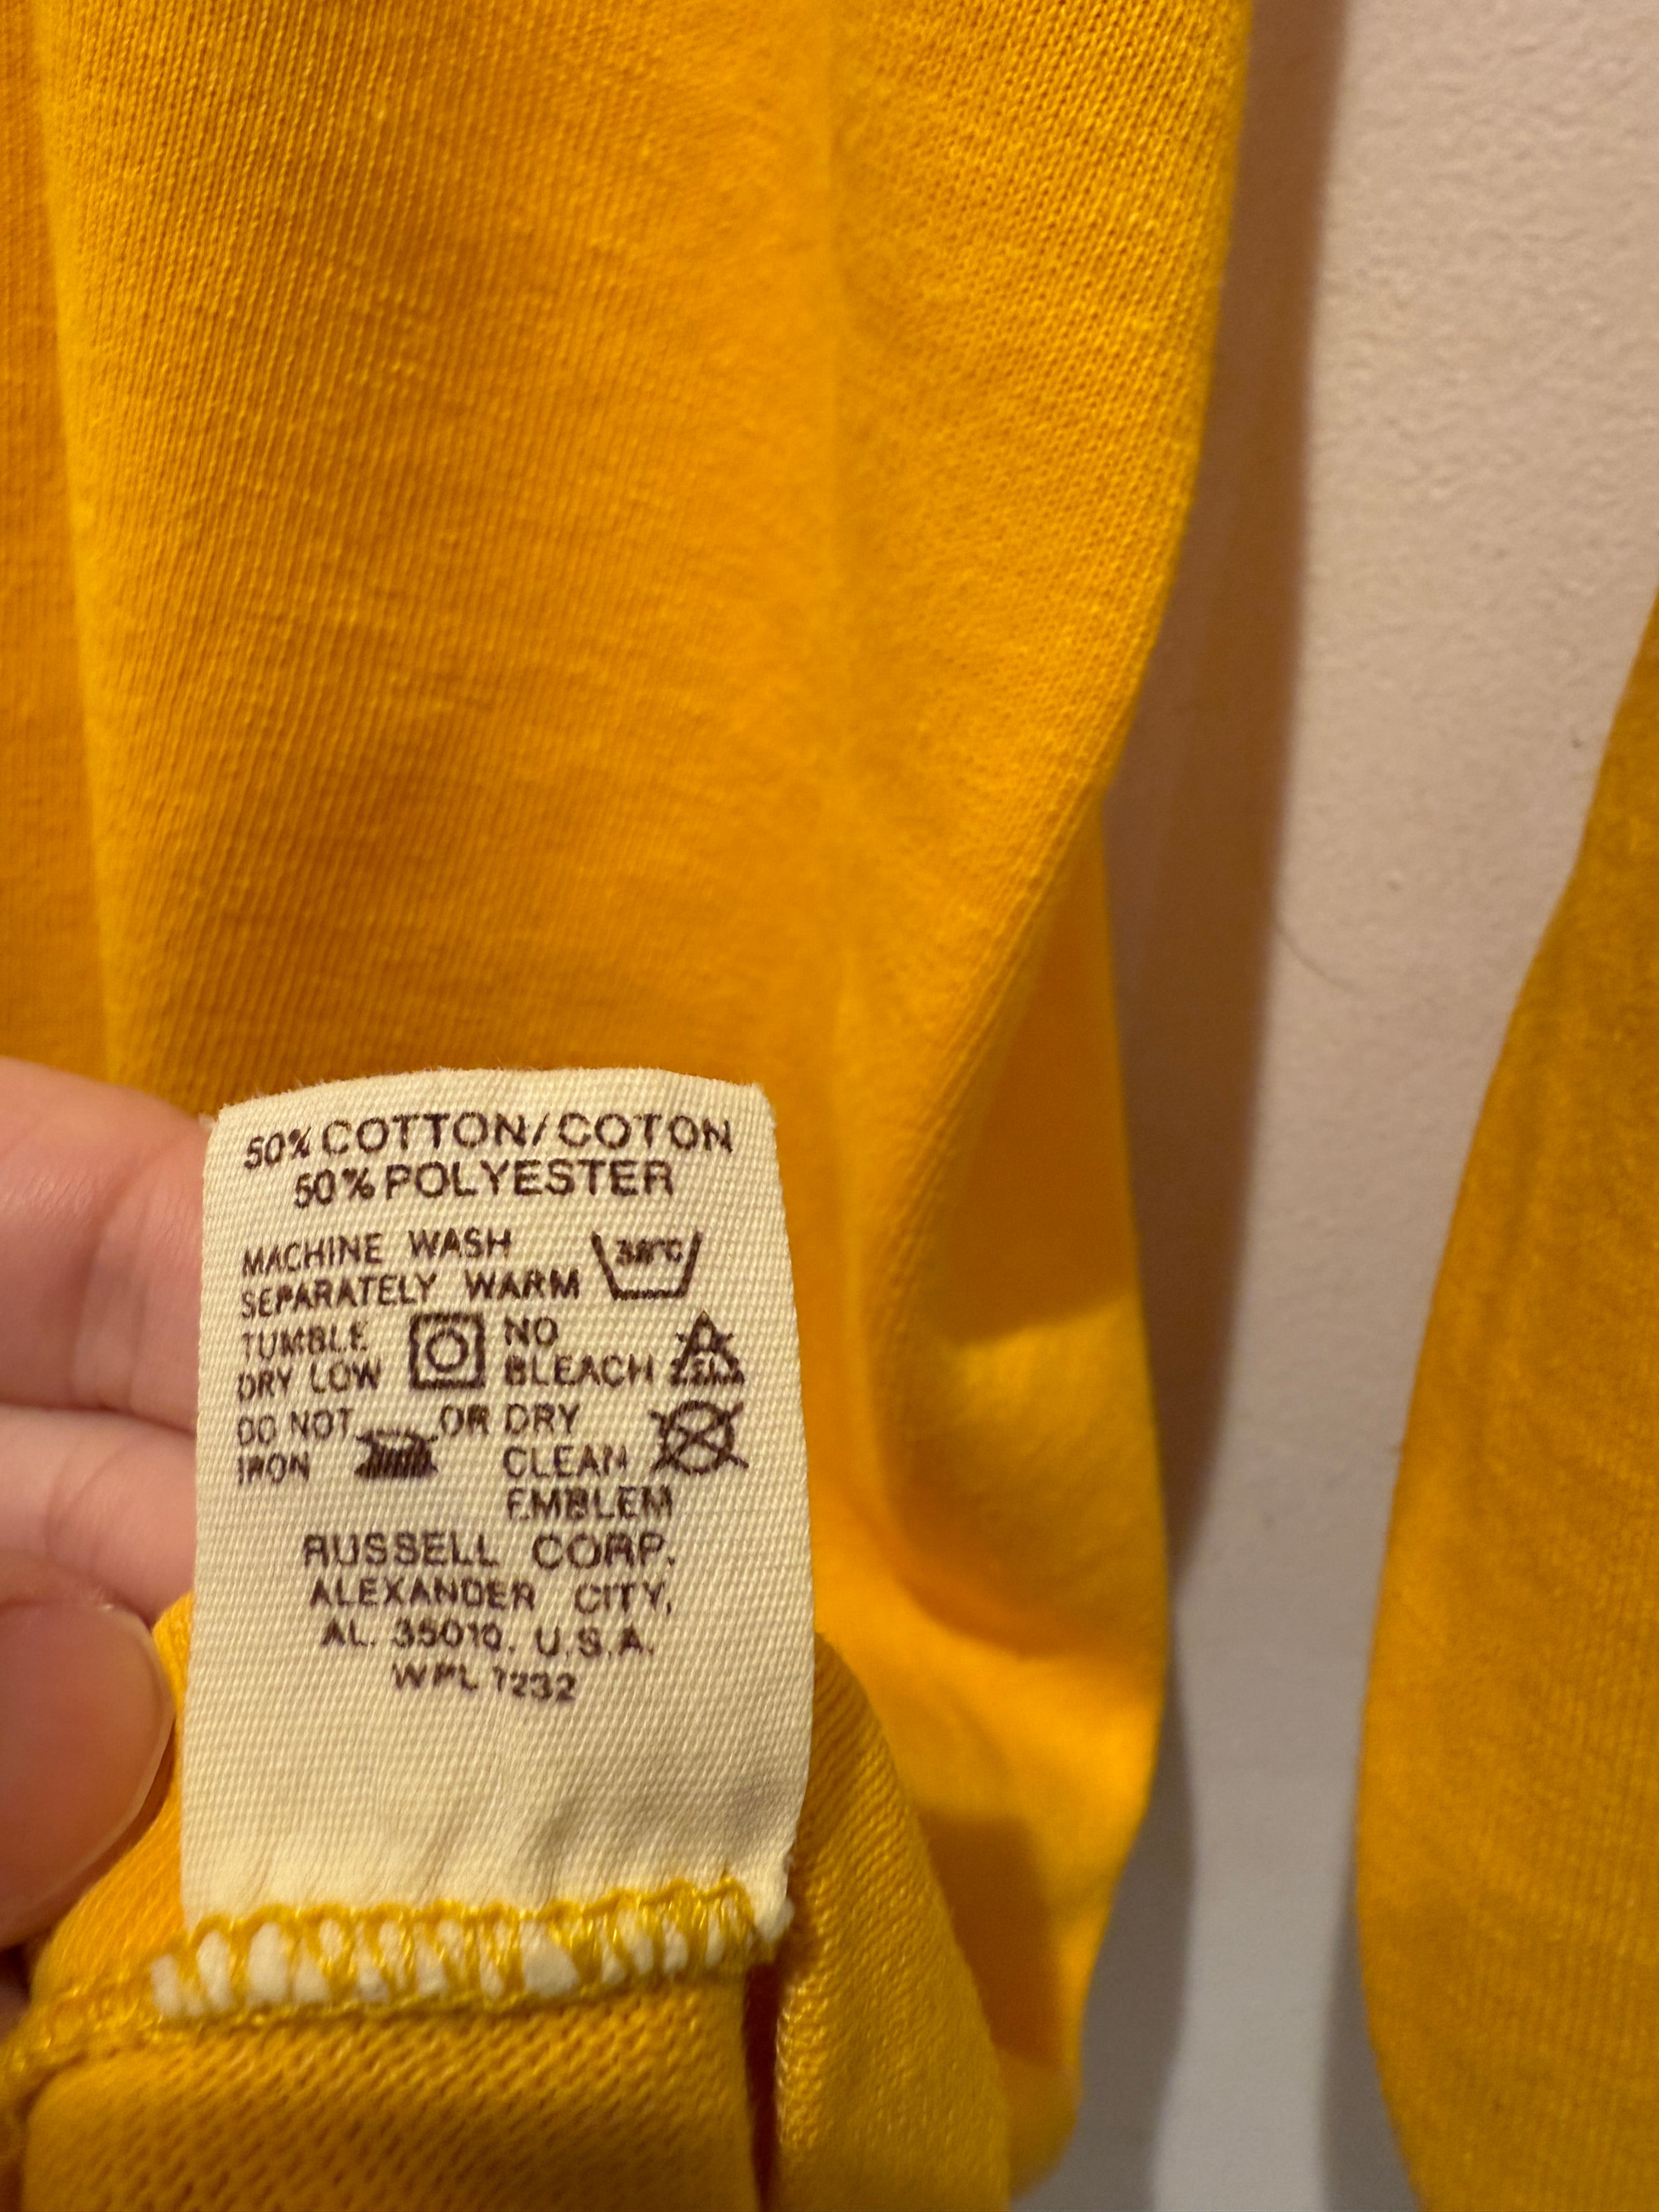 50% COTTON/COTON
50% POLYESTER
MACHINE WASH
SEPARATELY WARM
TUMBLE
DRY LOW
NO
BLEACH
DO NOT
IRON
OR DRY
CLEAN
EMBLEM
RUSSELL CORP.
ALEXANDER CITY,
AL. 35010. U.S.A.
WPL 7232